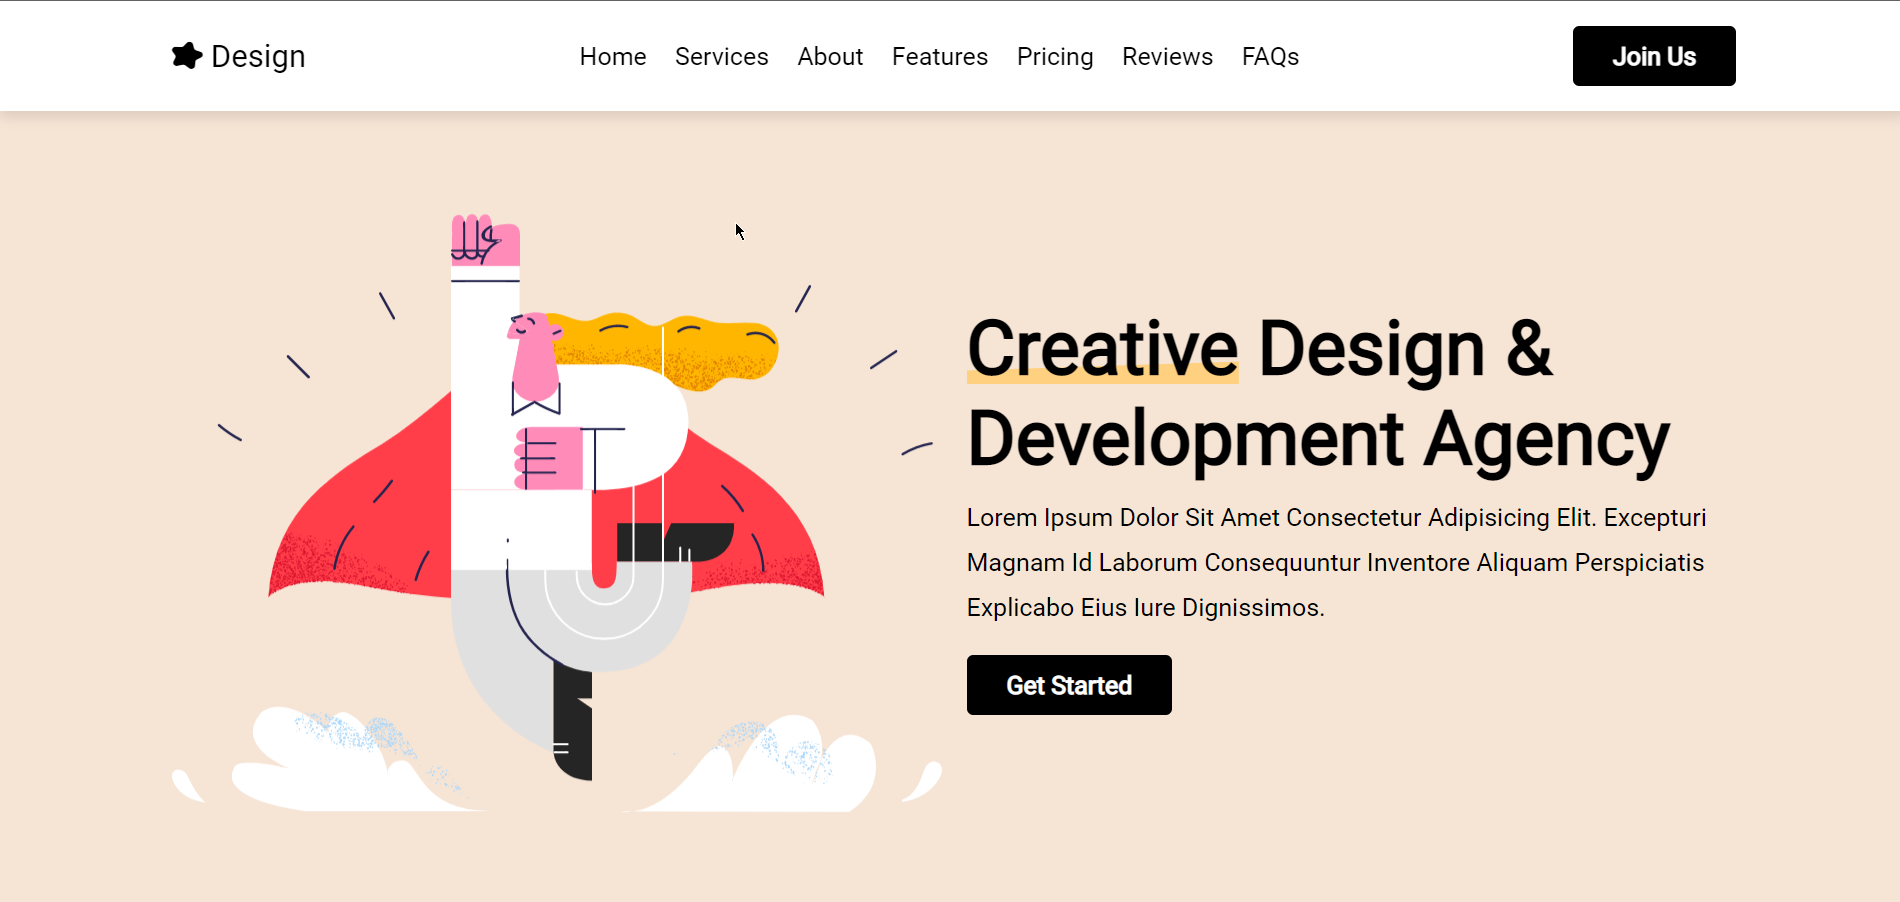 Design
Home Services About Features Pricing Reviews FAQs
Join Us
Creative Design &
Development Agency
Lorem Ipsum Dolor Sit Amet Consectetur Adipisicing Elit. Excepturi
Magnam Id Laborum Consequuntur Inventore Aliquam Perspiciatis
Explicabo Eius Iure Dignissimos.
Get Started